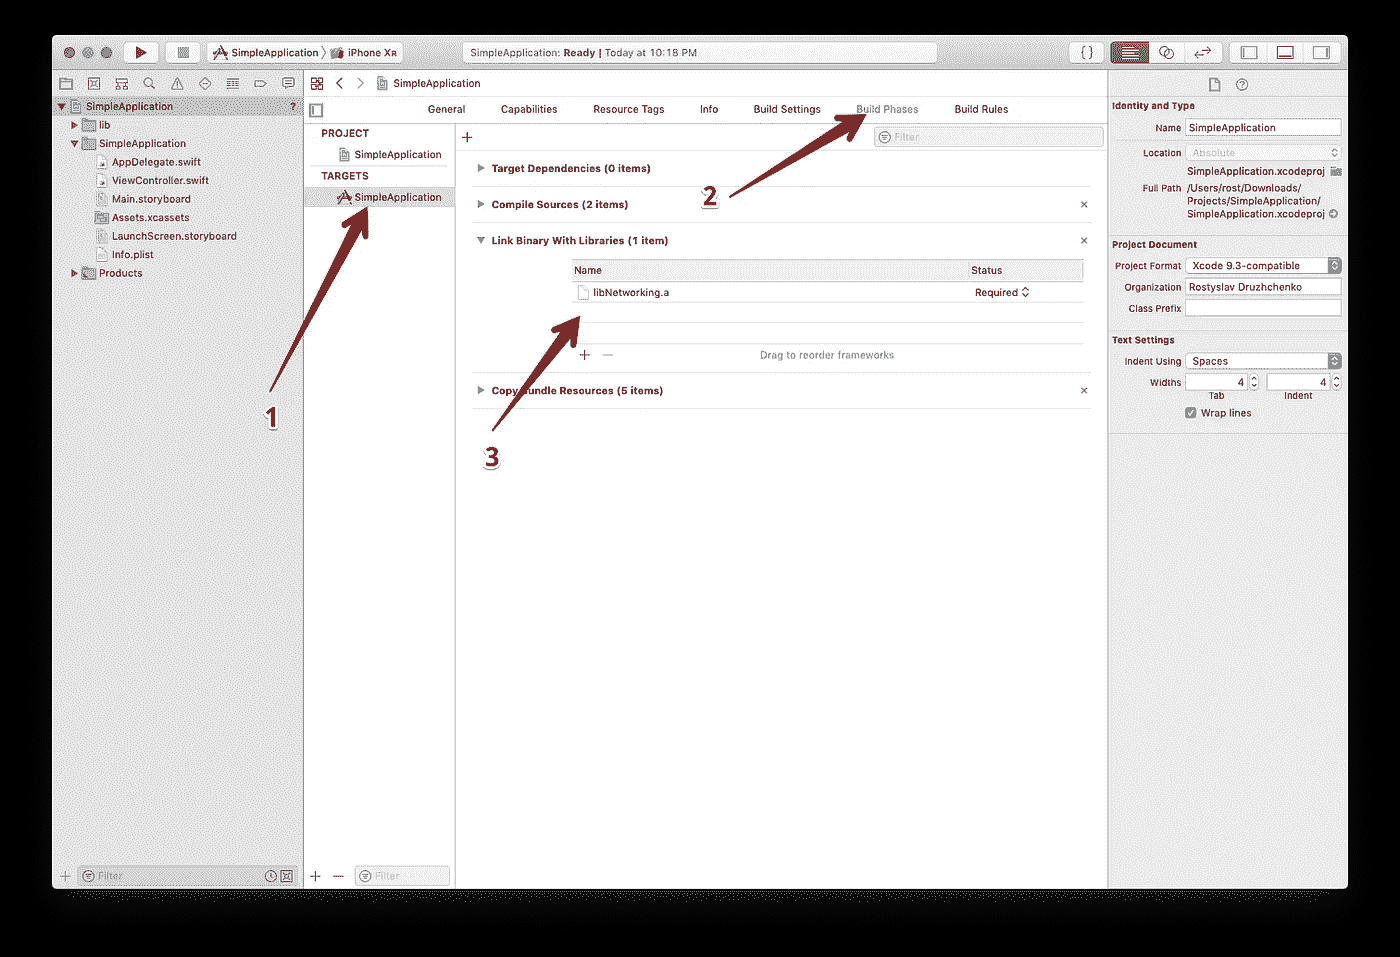 SimpleApplication
iPhone XR
SimpleApplication: Ready | Today at 10:18 PM
{ }
SimpleApplication
?
lib
SimpleApplication
AppDelegate.swift
ViewController.swift
Main.storyboard
Assets.xcassets
LaunchScreen.storyboard
Info.plist
Products
Filter
SimpleApplication
General
Capabilities
Resource Tags
Info
Build Settings
Build Phases
Build Rules
PROJECT
SimpleApplication
TARGETS
SimpleApplication
Filter
Filter
Target Dependencies (0 items)
Compile Sources (2 items)
Link Binary With Libraries (1 item)
Name
Status
libNetworking.a
Required
Drag to reorder frameworks
Copy Bundle Resources (5 items)
1
2
3
Identity and Type
Name SimpleApplication
Location Absolute
SimpleApplication.xcodeproj
Full Path /Users/rost/Downloads/
Projects/SimpleApplication/
SimpleApplication.xcodeproj
Project Document
Project Format Xcode 9.3-compatible
Organization Rostyslav Druzhchenko
Class Prefix
Text Settings
Indent Using Spaces
Widths 4 4
Tab Indent
Wrap lines